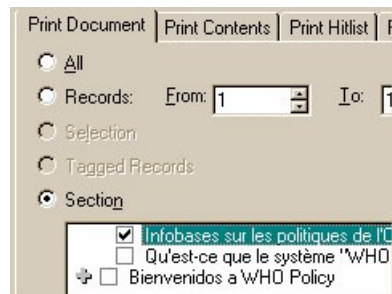 Print Document Print Contents Print Hitlist
All
Records: From: 1 To:
Selection
Tagged Records
Section
Infobases sur les politiques de
Qu'est-ce que le système "WHO
Bienvenidos a WHO Policy